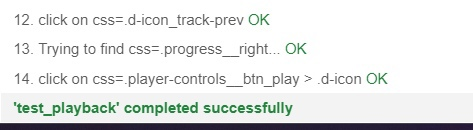 12. click on css=.d-icon_track-prev OK
13. Trying to find css=.progress__right... OK
14. click on css=.player-controls__btn_play > .d-icon OK
'test_playback' completed successfully